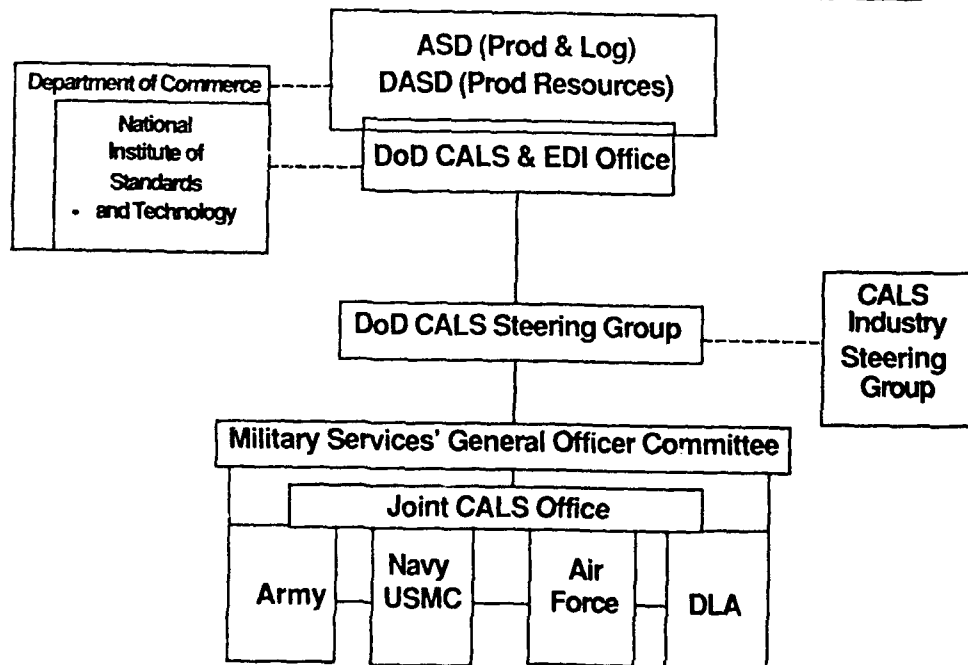 ASD (Prod & Log)
DASD (Prod Resources)
Department of Commerce
National
Institute of
Standards
and Technology
DoD CALS & EDI Office
DoD CALS Steering Group
CALS
Industry
Steering
Group
Military Services' General Officer Committee
Joint CALS Office
Army
Navy
USMC
Air
Force
DLA